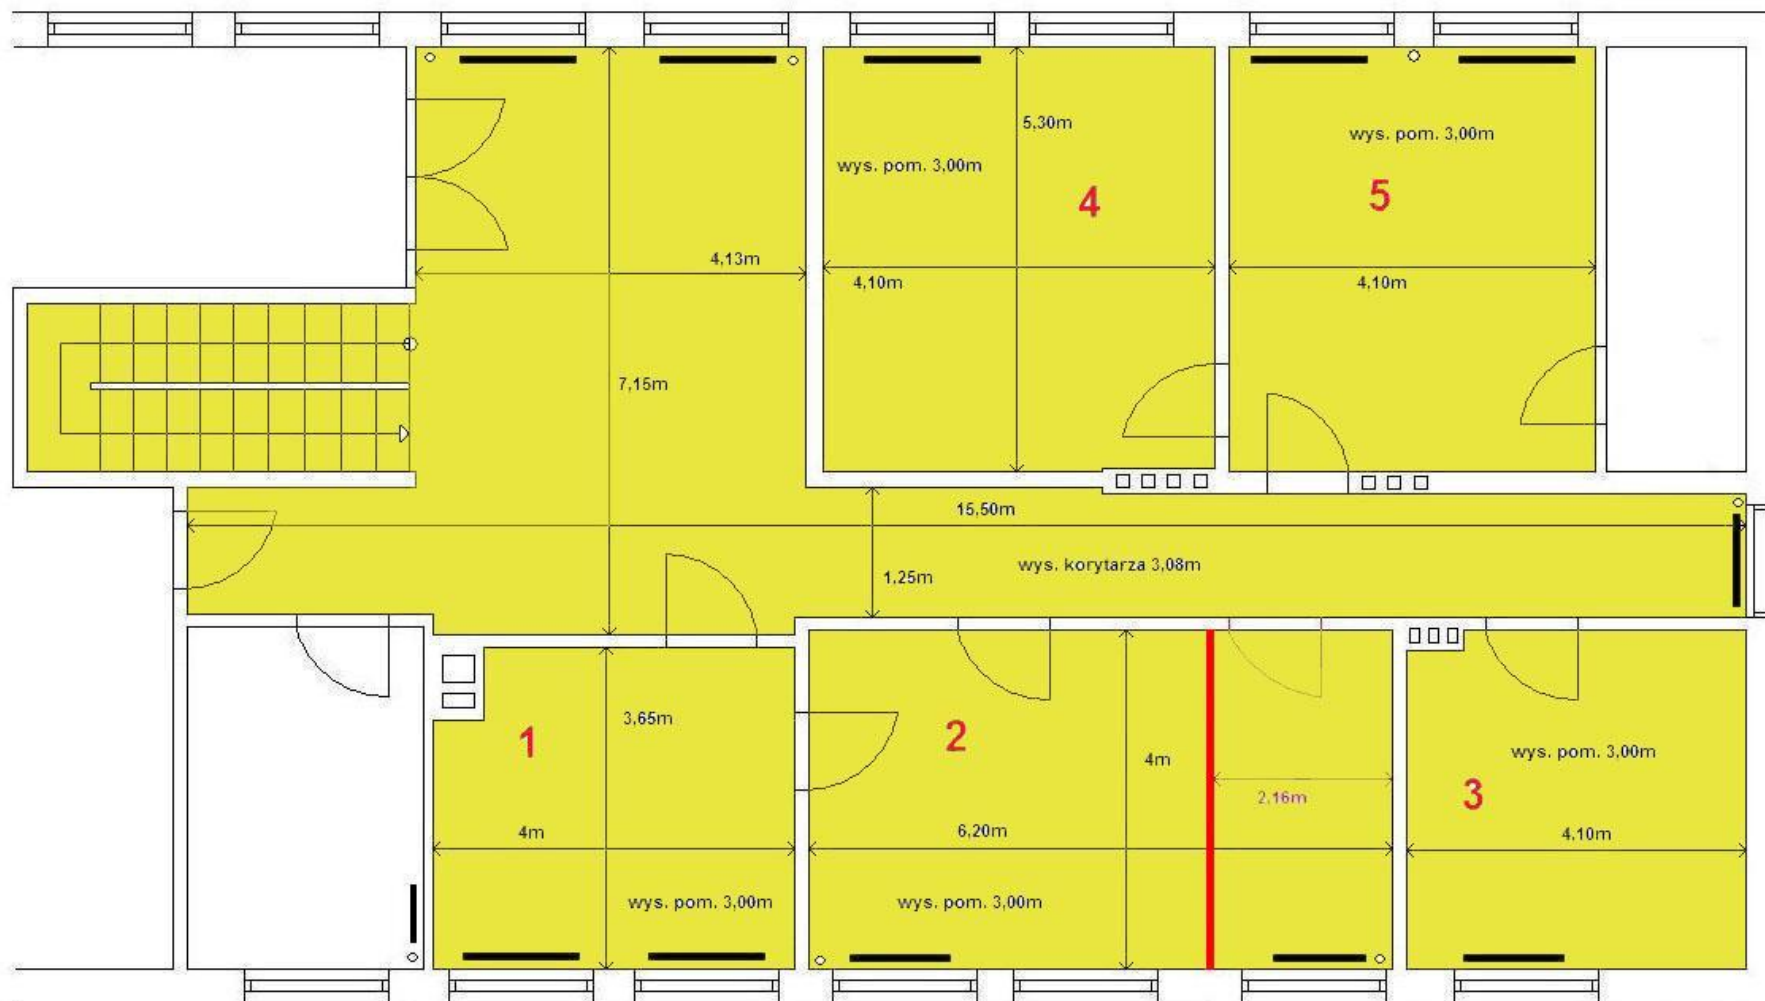 5,30m
wys. pom. 3,00m
wys. pom. 3,00m
4
5
4,13m
4,10m
4,10m
7,15m
15,50m
1,25m
wys. korytarza 3,08m
1
3,65m
2
4m
wys. pom. 3,00m
3
2,16m
4m
6,20m
4,10m
wys. pom. 3,00m
wys. pom. 3,00m